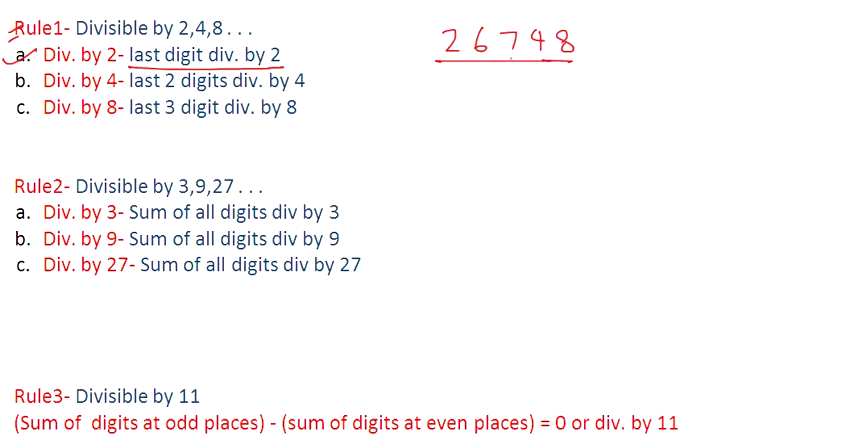 Rule1- Divisible by 2,4,8 . . .
26748
a. Div. by 2- last digit div. by 2
b. Div. by 4- last 2 digits div. by 4
c. Div. by 8- last 3 digit div. by 8
Rule2- Divisible by 3,9,27 . . .
a. Div. by 3- Sum of all digits div by 3
b. Div. by 9- Sum of all digits div by 9
c. Div. by 27- Sum of all digits div by 27
Rule3- Divisible by 11
(Sum of digits at odd places) - (sum of digits at even places) = 0 or div. by 11